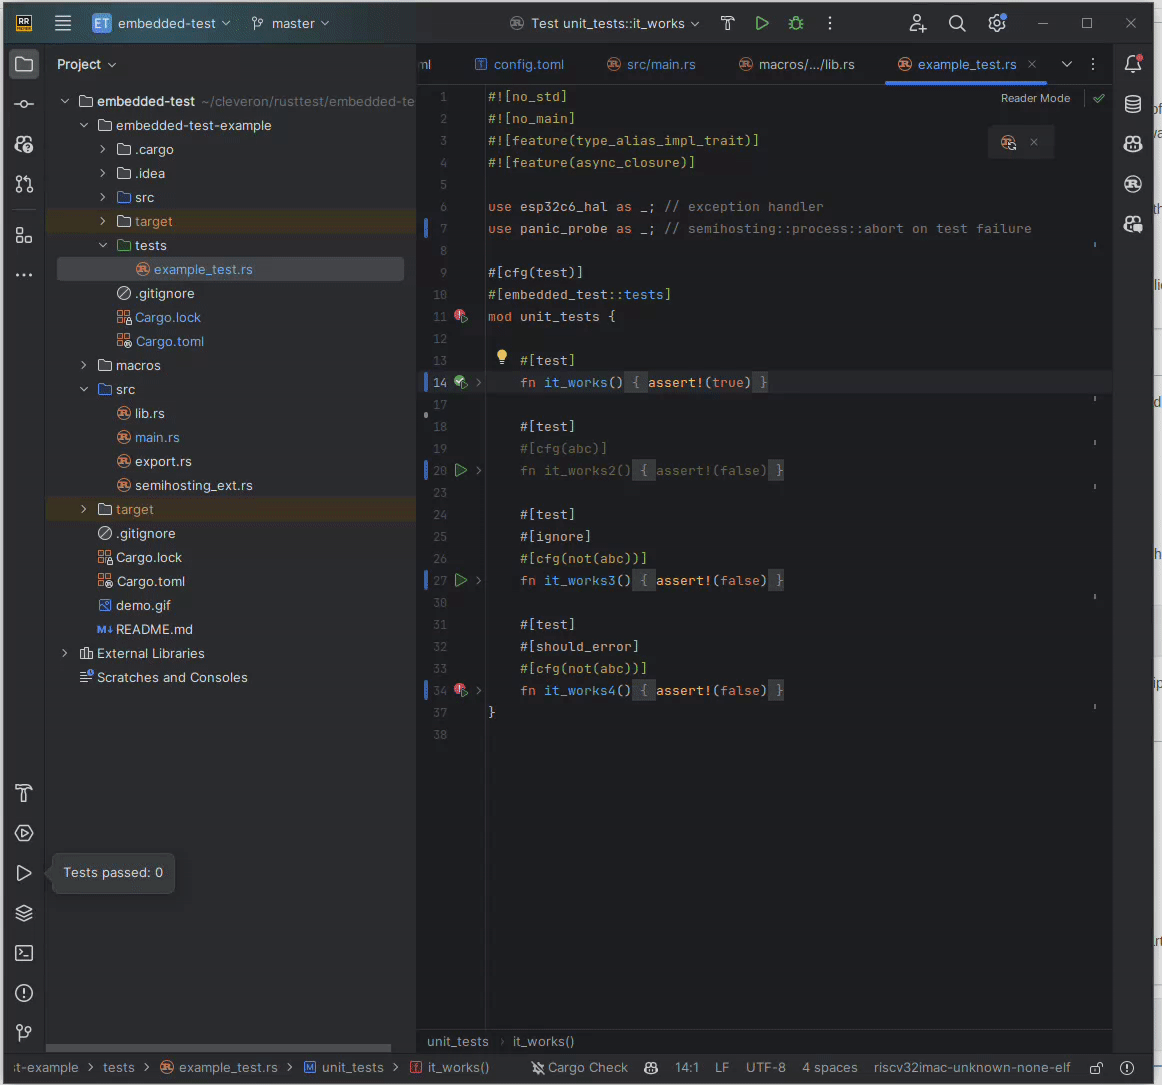 RR
ET embedded-test
master
Test unit_tests::it_works
Project
embedded-test ~/cleveron/rusttest/embedded-te
embedded-test-example
.cargo
.idea
src
target
tests
example_test.rs
.gitignore
Cargo.lock
Cargo.toml
macros
src
lib.rs
main.rs
export.rs
semihosting_ext.rs
target
.gitignore
Cargo.lock
Cargo.toml
demo.gif
M↓ README.md
External Libraries
Scratches and Consoles
Tests passed: 0
ml
config.toml
src/main.rs
macros/.../lib.rs
example_test.rs
Reader Mode
1 #![no_std]
2 #![no_main]
3 #![feature(type_alias_impl_trait)]
4 #![feature(async_closure)]
5
6 use esp32c6_hal as _; // exception handler
7 use panic_probe as _; // semihosting::process::abort on test failure
8
9 #[cfg(test)]
10 #[embedded_test::tests]
11 mod unit_tests {
12
13 #[test]
14 fn it_works() { assert!(true) }
17
18 #[test]
19 #[cfg(abc)]
20 fn it_works2() { assert!(false) }
23
24 #[test]
25 #[ignore]
26 #[cfg(not(abc))]
27 fn it_works3() { assert!(false) }
30
31 #[test]
32 #[should_error]
33 #[cfg(not(abc))]
34 fn it_works4() { assert!(false) }
37 }
38
unit_tests
it_works()
st-example
tests
example_test.rs
M unit_tests
f it_works()
Cargo Check
14:1
LF
UTF-8
4 spaces
riscv32imac-unknown-none-elf